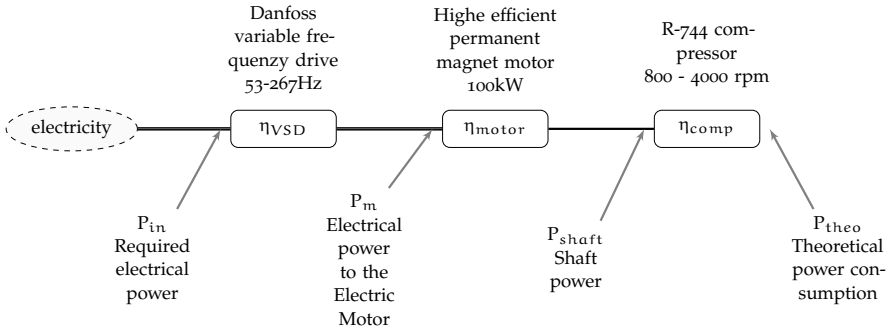 Danfoss
variable fre-
quenzy drive
53-267Hz
Highe efficient
permanent
magnet motor
100kW
R-744 com-
pressor
800 - 4000 rpm
electricity
ηVSD
ηmotor
ηcomp
Pin
Required
electrical
power
Pm
Electrical
power
to the
Electric
Motor
Pshaft
Shaft
power
Ptheo
Theoretical
power con-
sumption